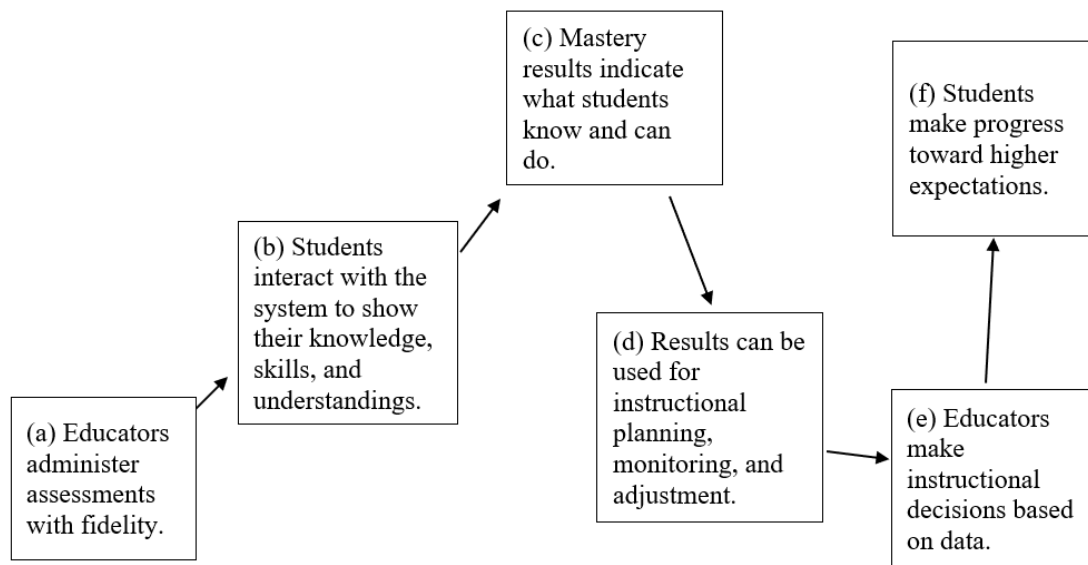 (a) Educators
administer
assessments
with fidelity.
(b) Students
interact with the
system to show
their knowledge,
skills, and
understandings.
(c) Mastery
results indicate
what students
know and can
do.
(d) Results can be
used for
instructional
planning,
monitoring, and
adjustment.
(e) Educators
make
instructional
decisions based
on data.
(f) Students
make progress
toward higher
expectations.